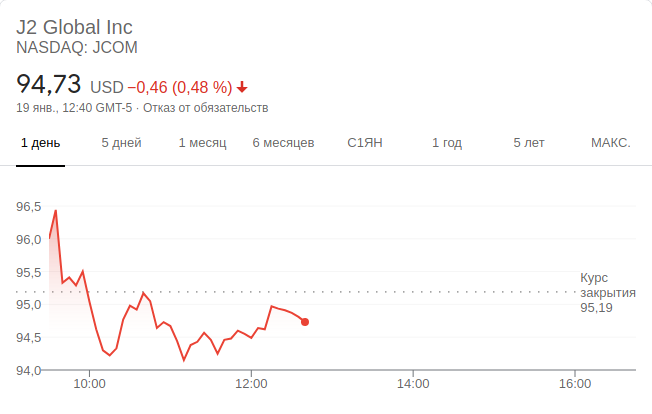 J2 Global Inc
NASDAQ: JCOM
94,73 USD −0,46 (0,48 %)
19 янв., 12:40 GMT-5 · Отказ от обязательств
1 день 5 дней 1 месяц 6 месяцев С1ЯН 1 год 5 лет МАКС.
96,5
96,0
95,5
95,0
94,5
94,0
Курс
закрытия
95,19
10:00 12:00 14:00 16:00